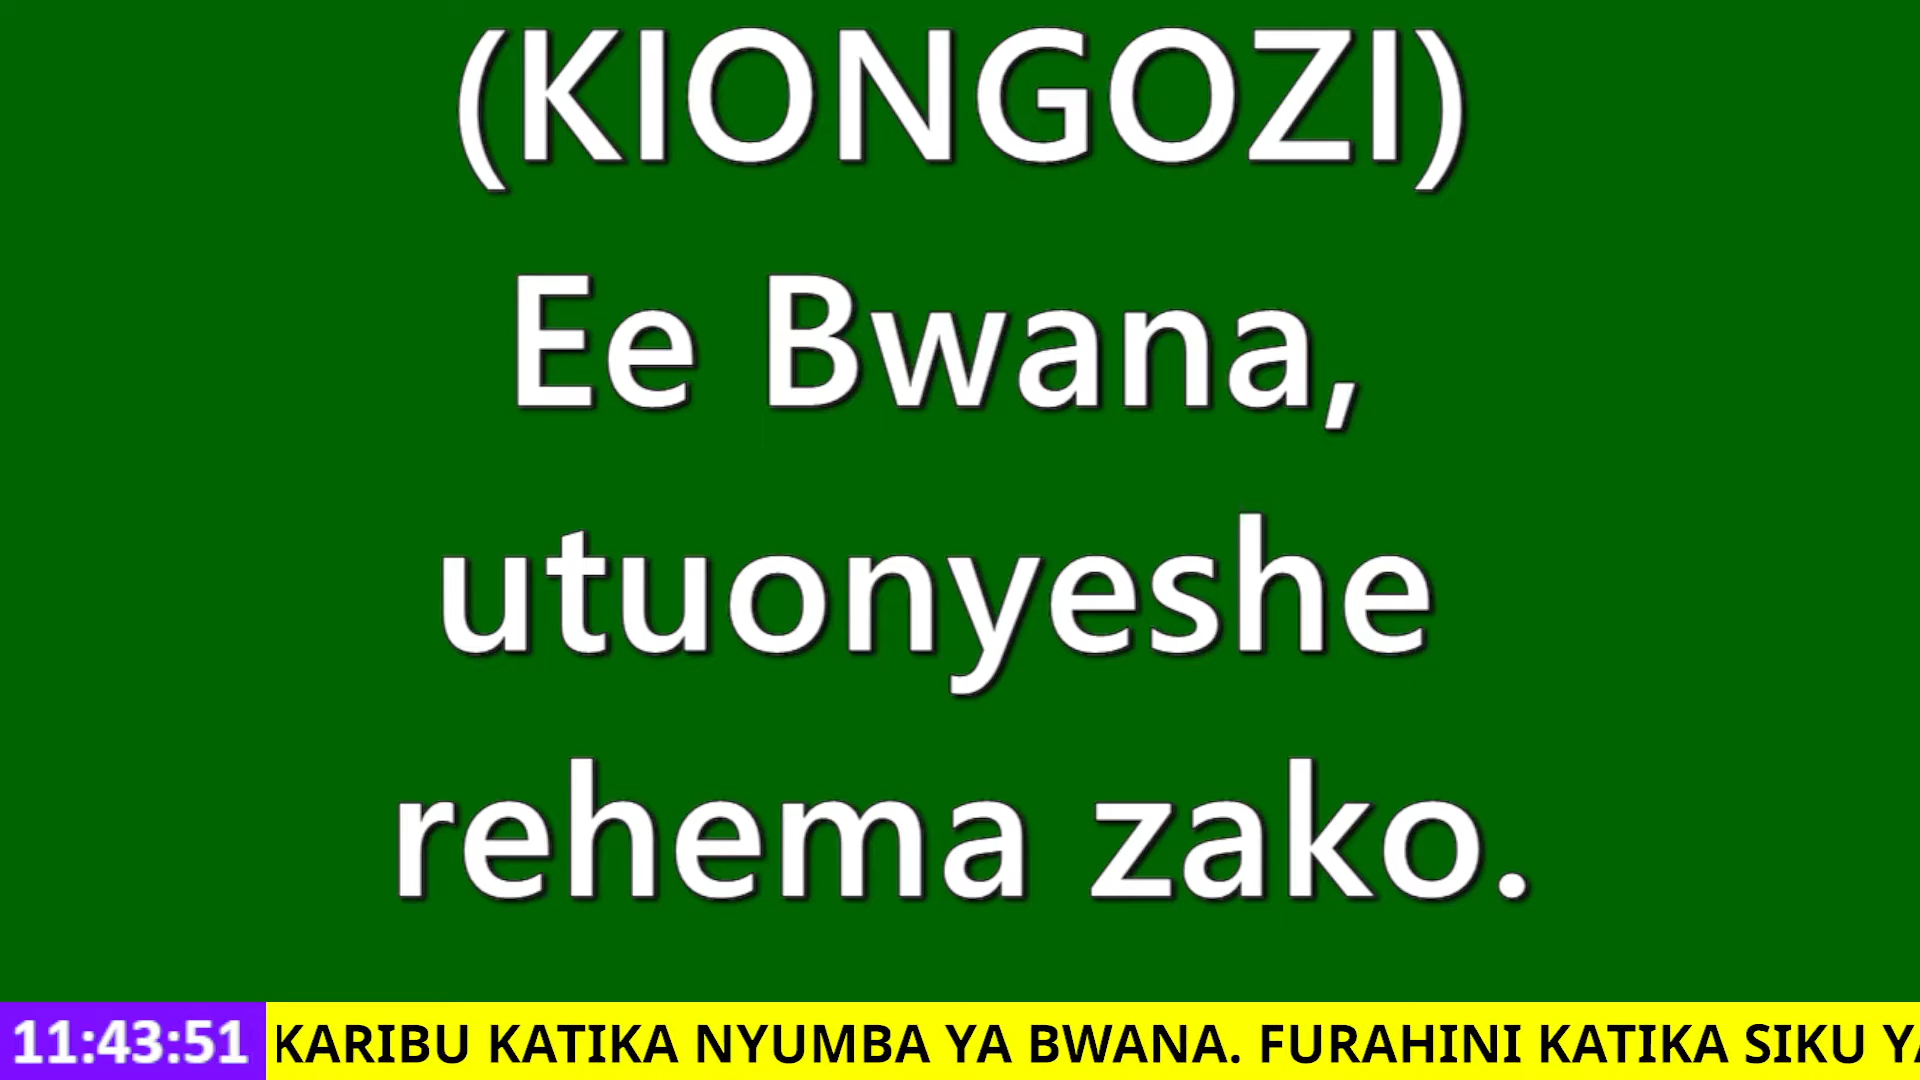 (KIONGOZI)
Ee Bwana,
utuonyeshe
rehema zako.
11:43:51 KARIBU KATIKA NYUMBA YA BWANA. FURAHINI KATIKA SIKU